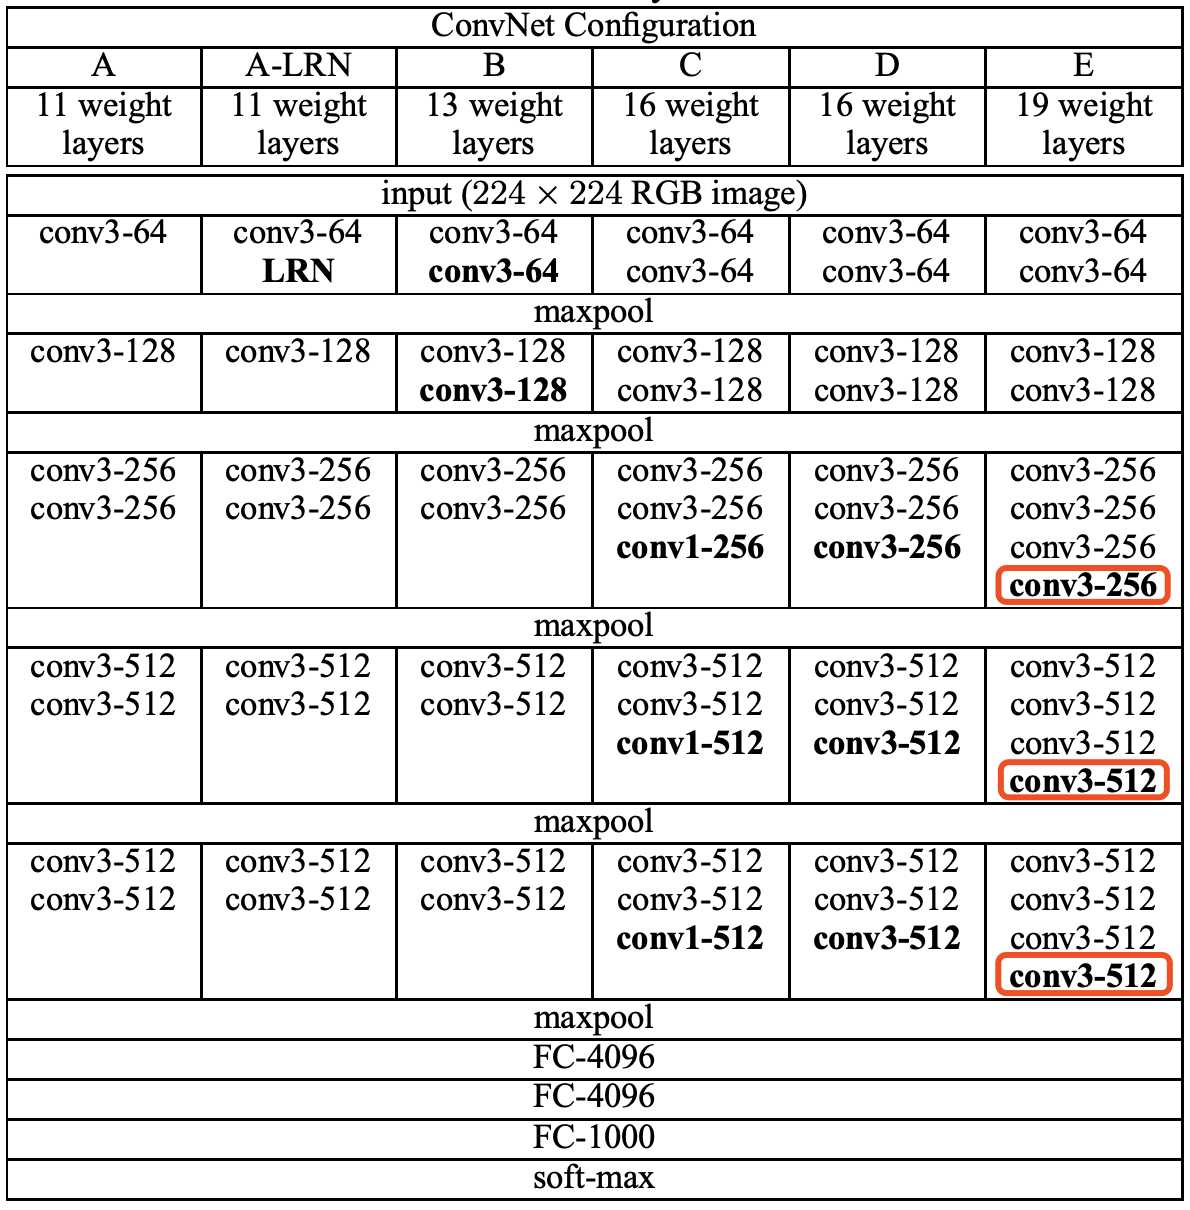 ConvNet Configuration
A A-LRN B C D E
11 weight 11 weight 13 weight 16 weight 16 weight 19 weight
layers layers layers layers layers layers
input (224 × 224 RGB image)
conv3-64 conv3-64 conv3-64 conv3-64 conv3-64 conv3-64
LRN conv3-64 conv3-64 conv3-64 conv3-64
maxpool
conv3-128 conv3-128 conv3-128 conv3-128 conv3-128 conv3-128
conv3-128 conv3-128 conv3-128 conv3-128
maxpool
conv3-256 conv3-256 conv3-256 conv3-256 conv3-256 conv3-256
conv3-256 conv3-256 conv3-256 conv3-256 conv3-256 conv3-256
conv1-256 conv3-256 conv3-256
conv3-256
maxpool
conv3-512 conv3-512 conv3-512 conv3-512 conv3-512 conv3-512
conv3-512 conv3-512 conv3-512 conv3-512 conv3-512 conv3-512
conv1-512 conv3-512 conv3-512
conv3-512
maxpool
conv3-512 conv3-512 conv3-512 conv3-512 conv3-512 conv3-512
conv3-512 conv3-512 conv3-512 conv3-512 conv3-512 conv3-512
conv1-512 conv3-512 conv3-512
conv3-512
maxpool
FC-4096
FC-4096
FC-1000
soft-max